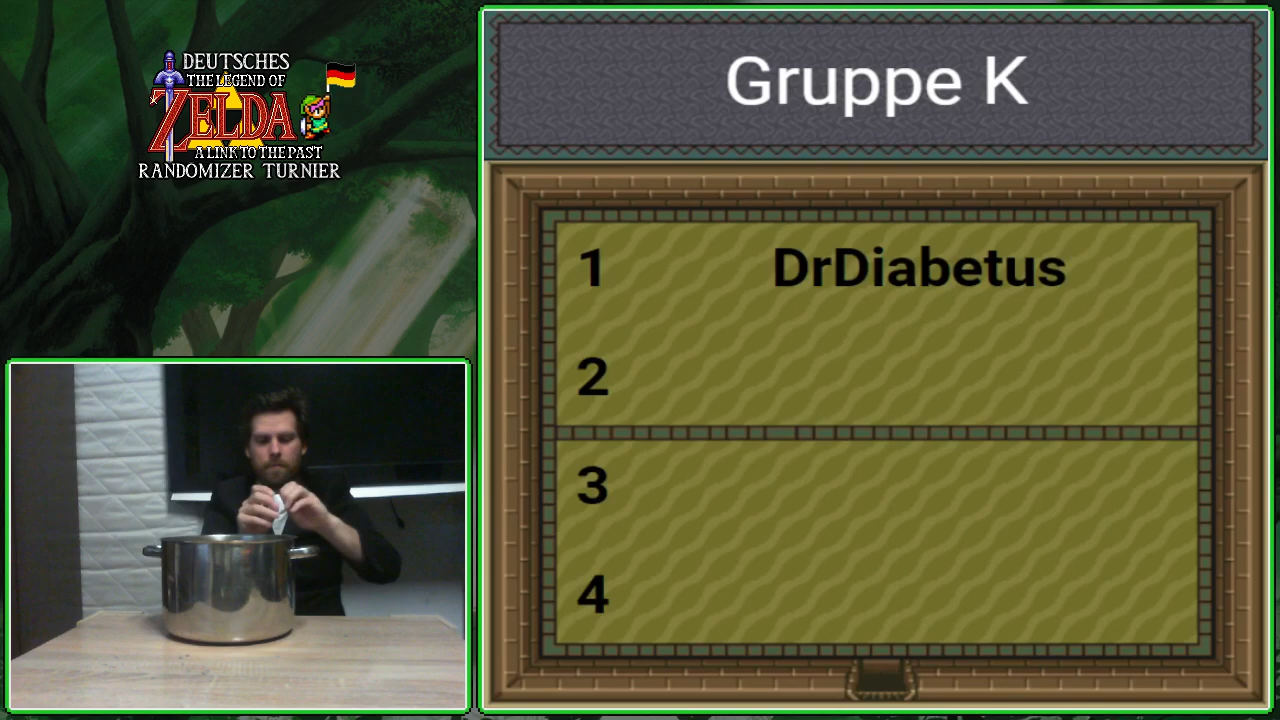 DEUTSCHES
THE LEGEND OF
ZELDA
A LINK TO THE PAST
RANDOMIZER TURNIER
Gruppe K
1 DrDiabetus
2
3
4